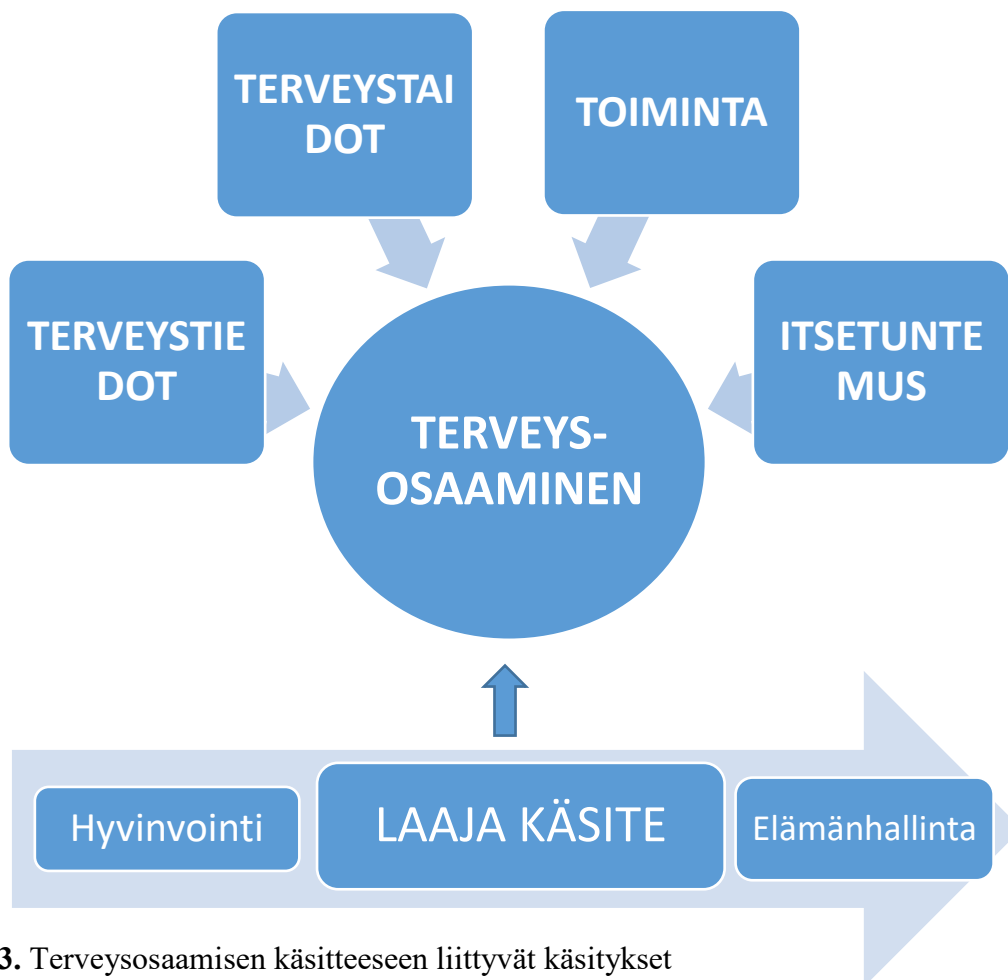 TERVEYSTAI
DOT
TOIMINTA
TERVEYSTIE
DOT
ITSETUNTE
MUS
TERVEYS-
OSAAMINEN
Hyvinvointi
LAAJA KÄSITE
Elämänhallinta
3. Terveysosaamisen käsitteeseen liittyvät käsitykset